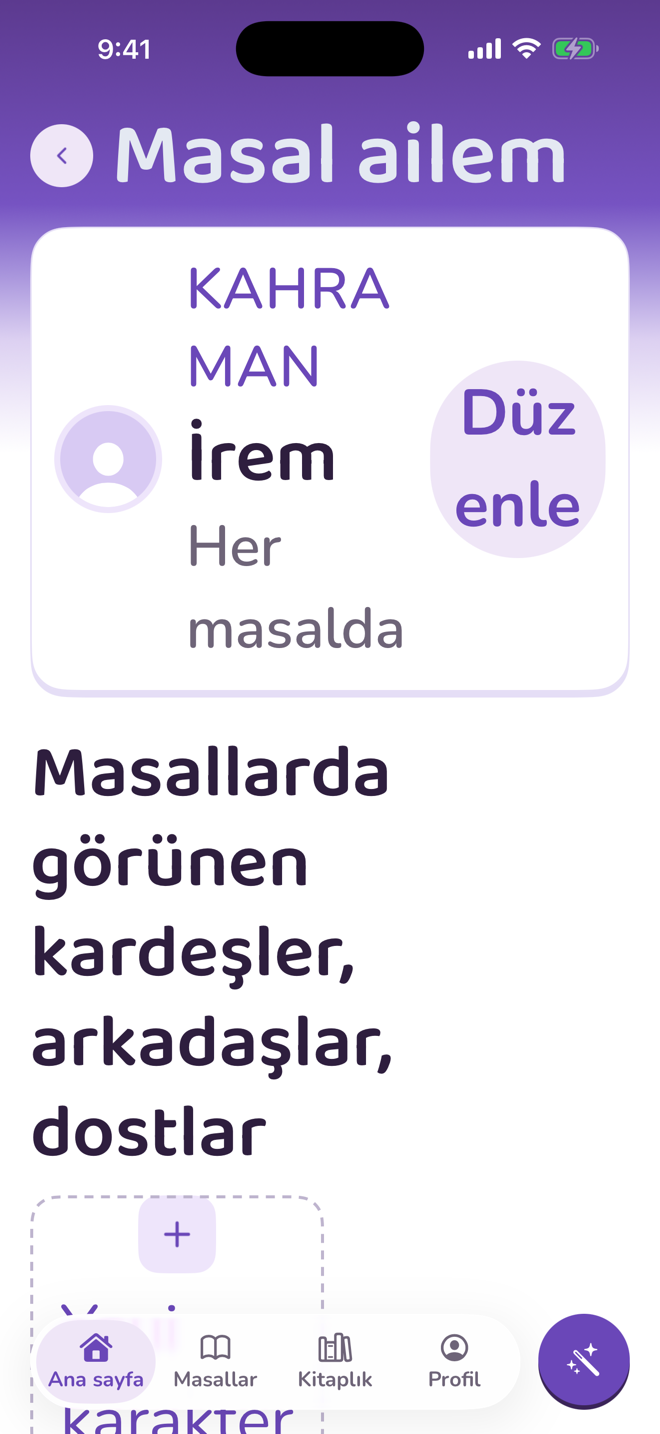 9:41
Masal ailem
KAHRA
MAN
İrem
Her
masalda
Düz
enle
Masallarda
görünen
kardeşler,
arkadaşlar,
dostlar
karakter
Ana sayfa
Masallar
Kitaplık
Profil